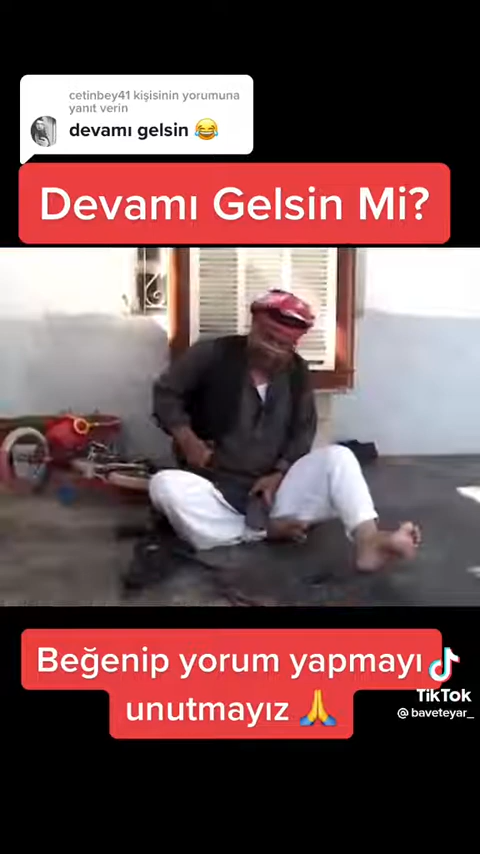 cetinbey41 kişisinin yorumuna
yanıt verin
devamı gelsin 😂
Devamı Gelsin Mi?
Beğenip yorum yapmayı
unutmayız 🙏
TikTok
@baveteyar_